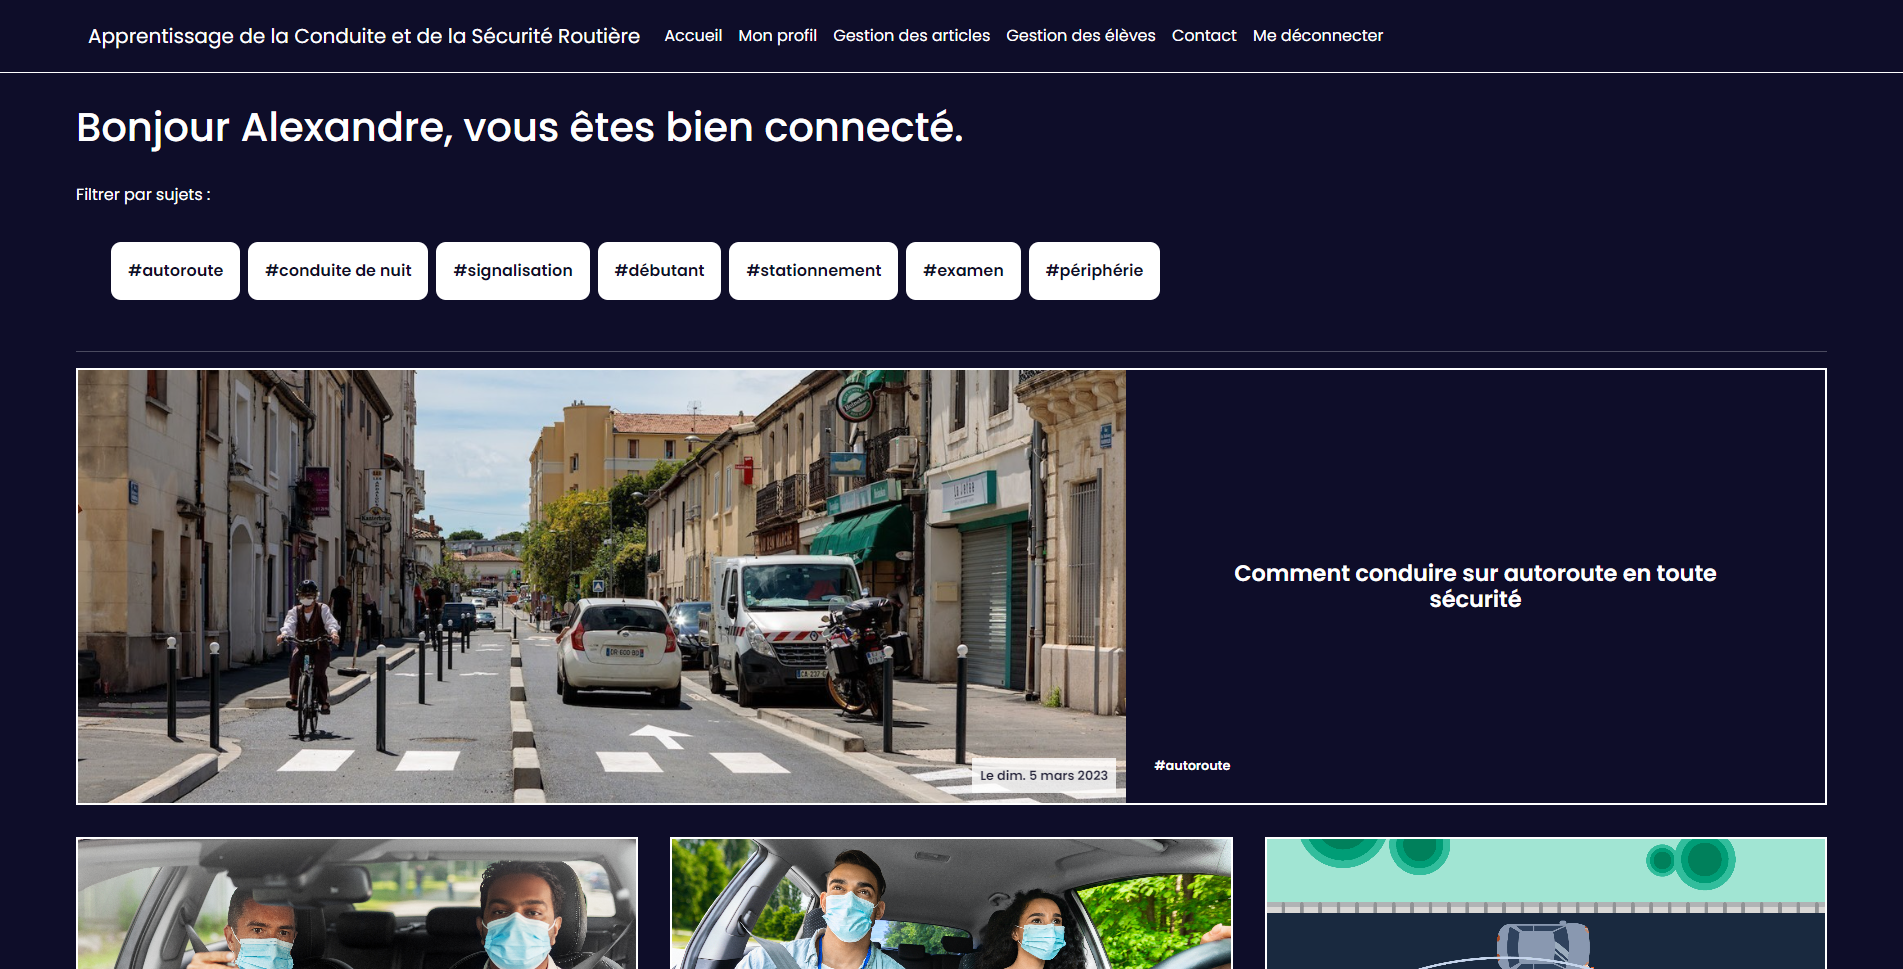 Apprentissage de la Conduite et de la Sécurité Routière Accueil Mon profil Gestion des articles Gestion des élèves Contact Me déconnecter
Bonjour Alexandre, vous êtes bien connecté.
Filtrer par sujets :
#autoroute #conduite de nuit #signalisation #débutant #stationnement #examen #périphérie
Comment conduire sur autoroute en toute
sécurité
#autoroute
Le dim. 5 mars 2023